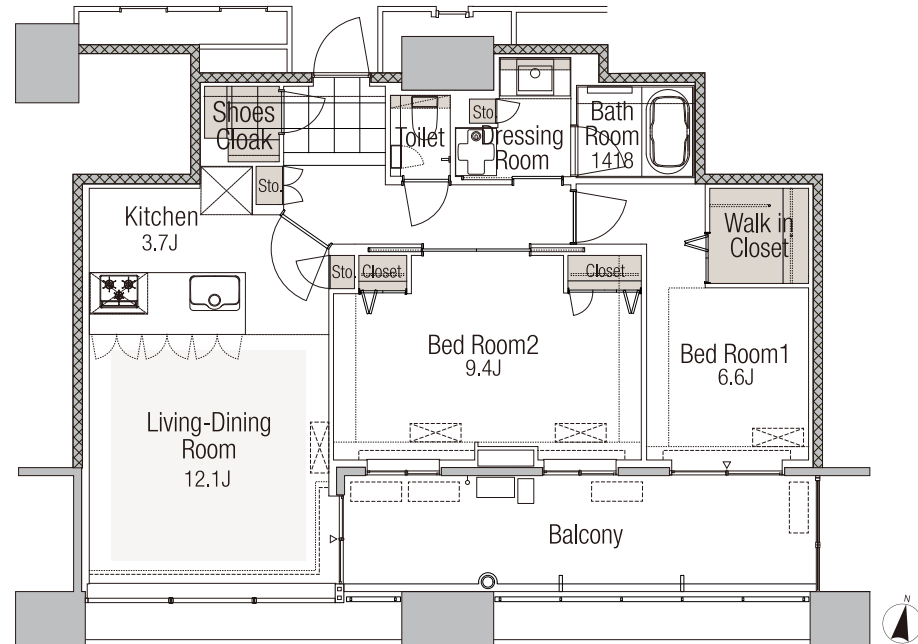 Shoes
Cloak
Toilet
Sto.
Dressing
Room
Bath
Room
1418
Sto.
Kitchen
3.7J
Walk in
Closet
Sto.
Closet
Closet
Bed Room2
9.4J
Bed Room1
6.6J
Living-Dining
Room
12.1J
Balcony
N